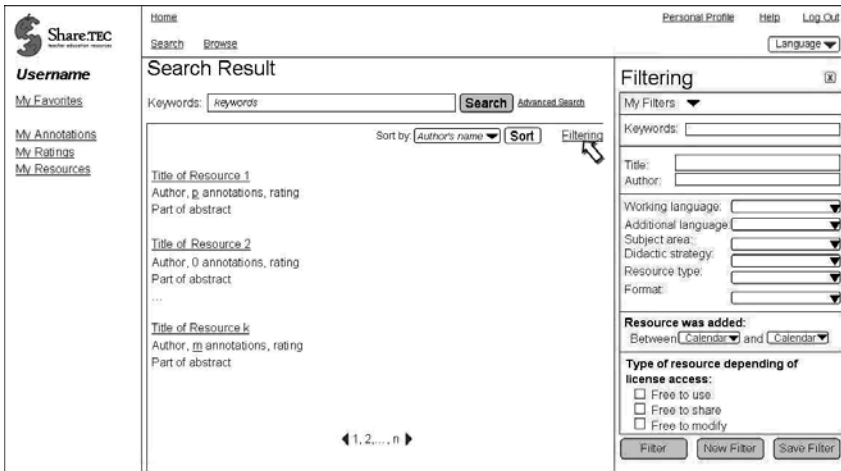 Home
Personal Profile Help Log Out
Share.TEC
teacher education resources
Search Browse
Language
Username
My Favorites
My Annotations
My Ratings
My Resources
Search Result
Keywords: keywords Search Advanced Search
Sort by: Author's name Sort Filtering
Title of Resource 1
Author, p annotations, rating
Part of abstract
Title of Resource 2
Author, 0 annotations, rating
Part of abstract
...
Title of Resource k
Author, m annotations, rating
Part of abstract
1, 2,..., n
Filtering x
My Filters
Keywords:
Title:
Author:
Working language:
Additional language:
Subject area:
Didactic strategy:
Resource type:
Format:
Resource was added:
Between Calendar and Calendar
Type of resource depending of
license access:
Free to use
Free to share
Free to modify
Filter New Filter Save Filter